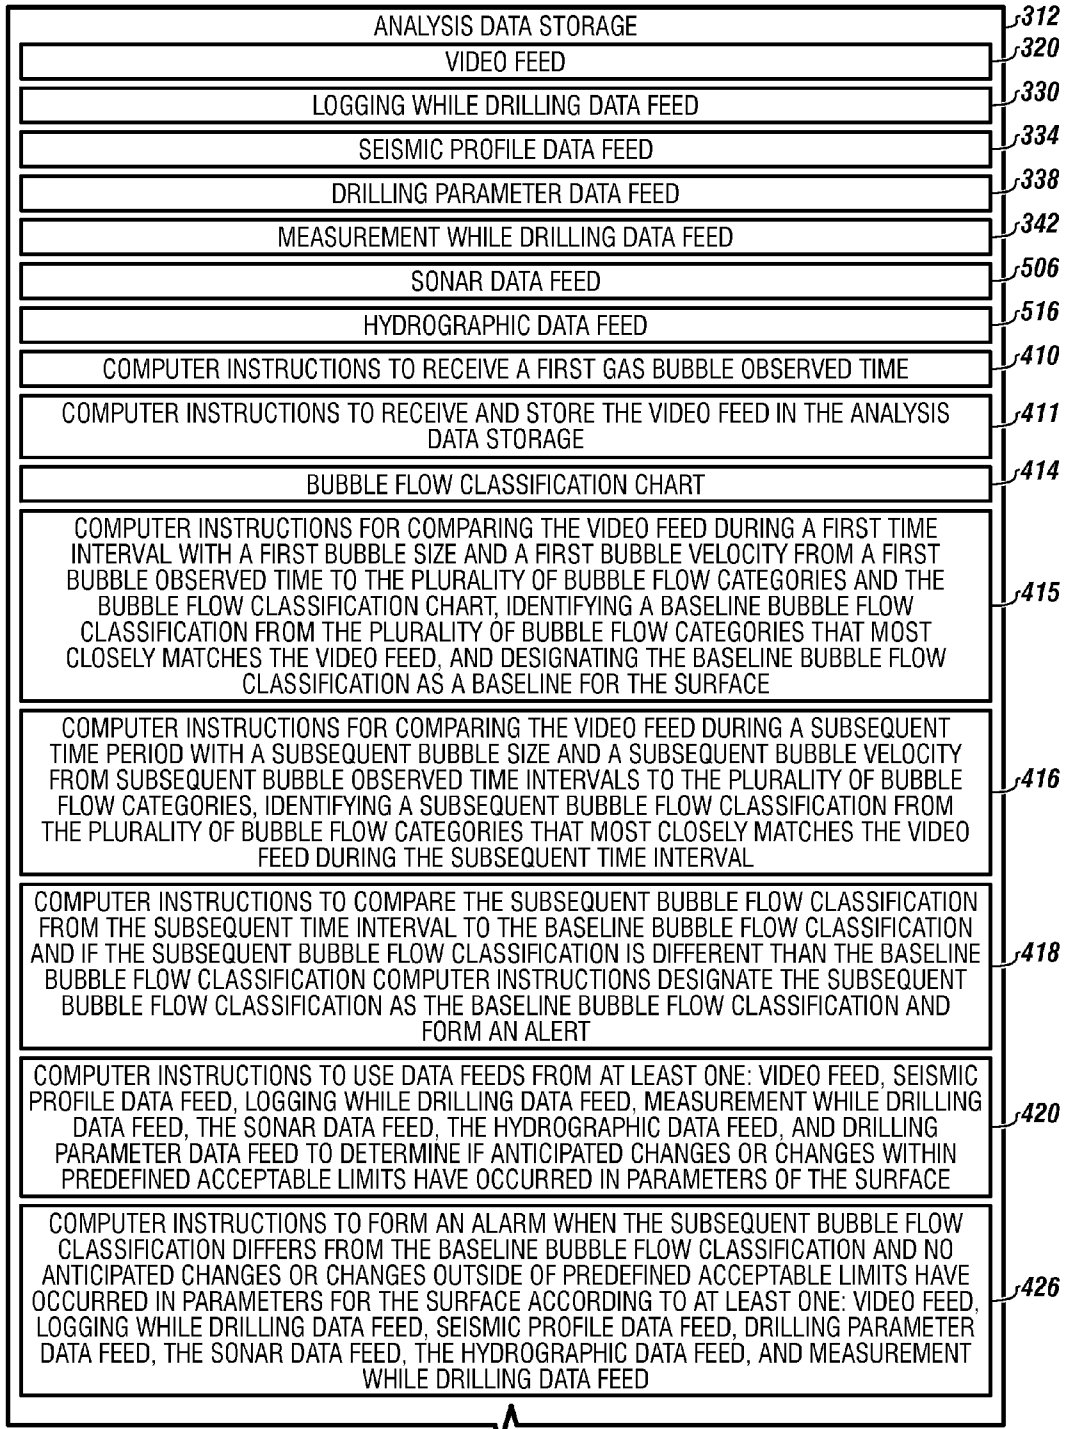 ANALYSIS DATA STORAGE 312
VIDEO FEED 320
LOGGING WHILE DRILLING DATA FEED 330
SEISMIC PROFILE DATA FEED 334
DRILLING PARAMETER DATA FEED 338
MEASUREMENT WHILE DRILLING DATA FEED 342
SONAR DATA FEED 506
HYDROGRAPHIC DATA FEED 516
COMPUTER INSTRUCTIONS TO RECEIVE A FIRST GAS BUBBLE OBSERVED TIME 410
COMPUTER INSTRUCTIONS TO RECEIVE AND STORE THE VIDEO FEED IN THE ANALYSIS 411
DATA STORAGE
BUBBLE FLOW CLASSIFICATION CHART 414
COMPUTER INSTRUCTIONS FOR COMPARING THE VIDEO FEED DURING A FIRST TIME
INTERVAL WITH A FIRST BUBBLE SIZE AND A FIRST BUBBLE VELOCITY FROM A FIRST
BUBBLE OBSERVED TIME TO THE PLURALITY OF BUBBLE FLOW CATEGORIES AND THE
BUBBLE FLOW CLASSIFICATION CHART, IDENTIFYING A BASELINE BUBBLE FLOW 415
CLASSIFICATION FROM THE PLURALITY OF BUBBLE FLOW CATEGORIES THAT MOST
CLOSELY MATCHES THE VIDEO FEED, AND DESIGNATING THE BASELINE BUBBLE FLOW
CLASSIFICATION AS A BASELINE FOR THE SURFACE
COMPUTER INSTRUCTIONS FOR COMPARING THE VIDEO FEED DURING A SUBSEQUENT
TIME PERIOD WITH A SUBSEQUENT BUBBLE SIZE AND A SUBSEQUENT BUBBLE VELOCITY
FROM SUBSEQUENT BUBBLE OBSERVED TIME INTERVALS TO THE PLURALITY OF BUBBLE 416
FLOW CATEGORIES, IDENTIFYING A SUBSEQUENT BUBBLE FLOW CLASSIFICATION FROM
THE PLURALITY OF BUBBLE FLOW CATEGORIES THAT MOST CLOSELY MATCHES THE VIDEO
FEED DURING THE SUBSEQUENT TIME INTERVAL
COMPUTER INSTRUCTIONS TO COMPARE THE SUBSEQUENT BUBBLE FLOW CLASSIFICATION
FROM THE SUBSEQUENT TIME INTERVAL TO THE BASELINE BUBBLE FLOW CLASSIFICATION
AND IF THE SUBSEQUENT BUBBLE FLOW CLASSIFICATION IS DIFFERENT THAN THE BASELINE 418
BUBBLE FLOW CLASSIFICATION COMPUTER INSTRUCTIONS DESIGNATE THE SUBSEQUENT
BUBBLE FLOW CLASSIFICATION AS THE BASELINE BUBBLE FLOW CLASSIFICATION AND
FORM AN ALERT
COMPUTER INSTRUCTIONS TO USE DATA FEEDS FROM AT LEAST ONE: VIDEO FEED, SEISMIC
PROFILE DATA FEED, LOGGING WHILE DRILLING DATA FEED, MEASUREMENT WHILE DRILLING 420
DATA FEED, THE SONAR DATA FEED, THE HYDROGRAPHIC DATA FEED, AND DRILLING
PARAMETER DATA FEED TO DETERMINE IF ANTICIPATED CHANGES OR CHANGES WITHIN
PREDEFINED ACCEPTABLE LIMITS HAVE OCCURRED IN PARAMETERS OF THE SURFACE
COMPUTER INSTRUCTIONS TO FORM AN ALARM WHEN THE SUBSEQUENT BUBBLE FLOW
CLASSIFICATION DIFFERS FROM THE BASELINE BUBBLE FLOW CLASSIFICATION AND NO
ANTICIPATED CHANGES OR CHANGES OUTSIDE OF PREDEFINED ACCEPTABLE LIMITS HAVE 426
OCCURRED IN PARAMETERS FOR THE SURFACE ACCORDING TO AT LEAST ONE: VIDEO FEED,
LOGGING WHILE DRILLING DATA FEED, SEISMIC PROFILE DATA FEED, DRILLING PARAMETER
DATA FEED, THE SONAR DATA FEED, THE HYDROGRAPHIC DATA FEED, AND MEASUREMENT
WHILE DRILLING DATA FEED